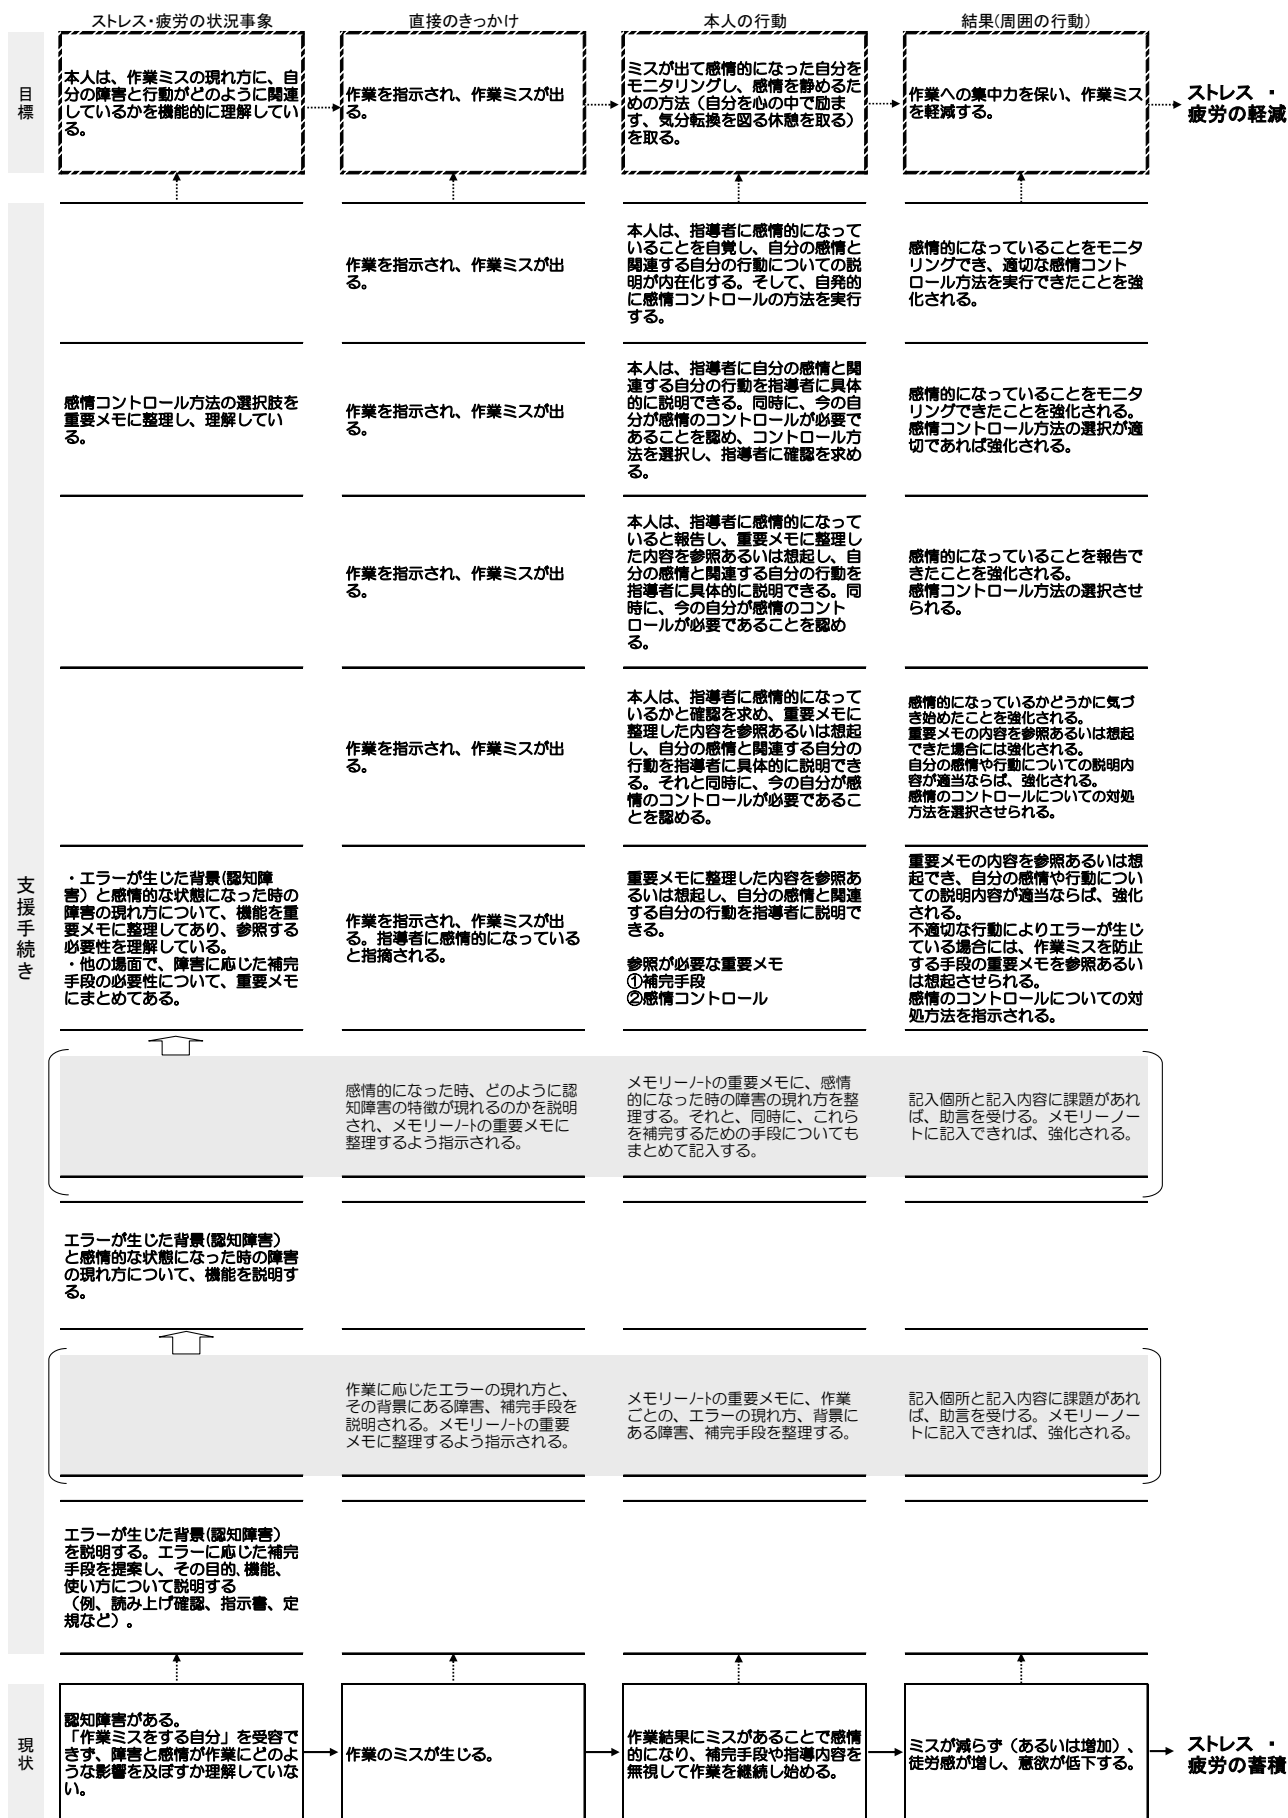 ストレス・疲労の状況事象
直接のきっかけ
本人の行動
結果(周囲の行動)
目標
本人は、作業ミスの現れ方に、自
分の障害と行動がどのように関連
しているかを機能的に理解してい
る。
作業を指示され、作業ミスが出
る。
ミスが出て感情的になった自分を
モニタリングし、感情を静めるた
めの方法（自分を心の中で励ま
す、気分転換を図る休憩を取る）
を取る。
作業への集中力を保い、作業ミス
を軽減する。
ストレス ・
疲労の軽減
支援手続き
作業を指示され、作業ミスが出
る。
本人は、指導者に感情的になって
いることを自覚し、自分の感情と
関連する自分の行動についての説
明が内在化する。そして、自発的
に感情コントロールの方法を実行
する。
感情的になっていることをモニタ
リングでき、適切な感情コント
ロール方法を実行できたことを強
化される。
感情コントロール方法の選択肢を
重要メモに整理し、理解してい
る。
作業を指示され、作業ミスが出
る。
本人は、指導者に自分の感情と関
連する自分の行動を指導者に具体
的に説明できる。同時に、今の自
分が感情のコントロールが必要で
あることを認め、コントロール方
法を選択し、指導者に確認を求め
る。
感情的になっていることをモニタ
リングできたことを強化される。
感情コントロール方法の選択が適
切であれば強化される。
作業を指示され、作業ミスが出
る。
本人は、指導者に感情的になって
いると報告し、重要メモに整理し
た内容を参照あるいは想起し、自
分の感情と関連する自分の行動を
指導者に具体的に説明できる。同
時に、今の自分が感情のコント
ロールが必要であることを認め
る。
感情的になっていることを報告で
きたことを強化される。
感情コントロール方法の選択させ
られる。
作業を指示され、作業ミスが出
る。
本人は、指導者に感情的になって
いるかと確認を求め、重要メモに
整理した内容を参照あるいは想起
し、自分の感情と関連する自分の
行動を指導者に具体的に説明でき
る。それと同時に、今の自分が感
情のコントロールが必要であるこ
とを認める。
感情的になっているかどうかに気づ
き始めたことを強化される。
重要メモの内容を参照あるいは想起
できた場合には強化される。
自分の感情や行動についての説明内
容が適当ならば、強化される。
感情のコントロールについての対処
方法を選択させられる。
・エラーが生じた背景(認知障
害）と感情的な状態になった時の
障害の現れ方について、機能を重
要メモに整理してあり、参照する
必要性を理解している。
・他の場面で、障害に応じた補完
手段の必要性について、重要メモ
にまとめてある。
作業を指示され、作業ミスが出
る。指導者に感情的になっている
と指摘される。
重要メモに整理した内容を参照あ
るいは想起し、自分の感情と関連
する自分の行動を指導者に説明で
きる。
参照が必要な重要メモ
①補完手段
②感情コントロール
重要メモの内容を参照あるいは想
起でき、自分の感情や行動につい
ての説明内容が適当ならば、強化
される。
不適切な行動によりエラーが生じ
ている場合には、作業ミスを防止
する手段の重要メモを参照あるい
は想起させられる。
感情のコントロールについての対
処方法を指示される。
感情的になった時、どのように認
知障害の特徴が現れるのかを説明
され、メモリーノートの重要メモに
整理するよう指示される。
メモリーノートの重要メモに、感情
的になった時の障害の現れ方を整
理する。それと、同時に、これら
を補完するための手段についても
まとめて記入する。
記入個所と記入内容に課題があれ
ば、助言を受ける。メモリーノー
トに記入できれば、強化される。
エラーが生じた背景(認知障害）
と感情的な状態になった時の障害
の現れ方について、機能を説明す
る。
作業に応じたエラーの現れ方と、
その背景にある障害、補完手段を
説明される。メモリーノートの重要
メモに整理するよう指示される。
メモリーノートの重要メモに、作業
ごとの、エラーの現れ方、背景に
ある障害、補完手段を整理する。
記入個所と記入内容に課題があれ
ば、助言を受ける。メモリーノー
トに記入できれば、強化される。
エラーが生じた背景(認知障害）
を説明する。エラーに応じた補完
手段を提案し、その目的、機能、
使い方について説明する
（例、読み上げ確認、指示書、定
規など）。
現状
認知障害がある。
「作業ミスをする自分」を受容で
きず、障害と感情が作業にどのよ
うな影響を及ぼすか理解していな
い。
作業のミスが生じる。
作業結果にミスがあることで感情
的になり、補完手段や指導内容を
無視して作業を継続し始める。
ミスが減らず（あるいは増加）、
徒労感が増し、意欲が低下する。
ストレス ・
疲労の蓄積